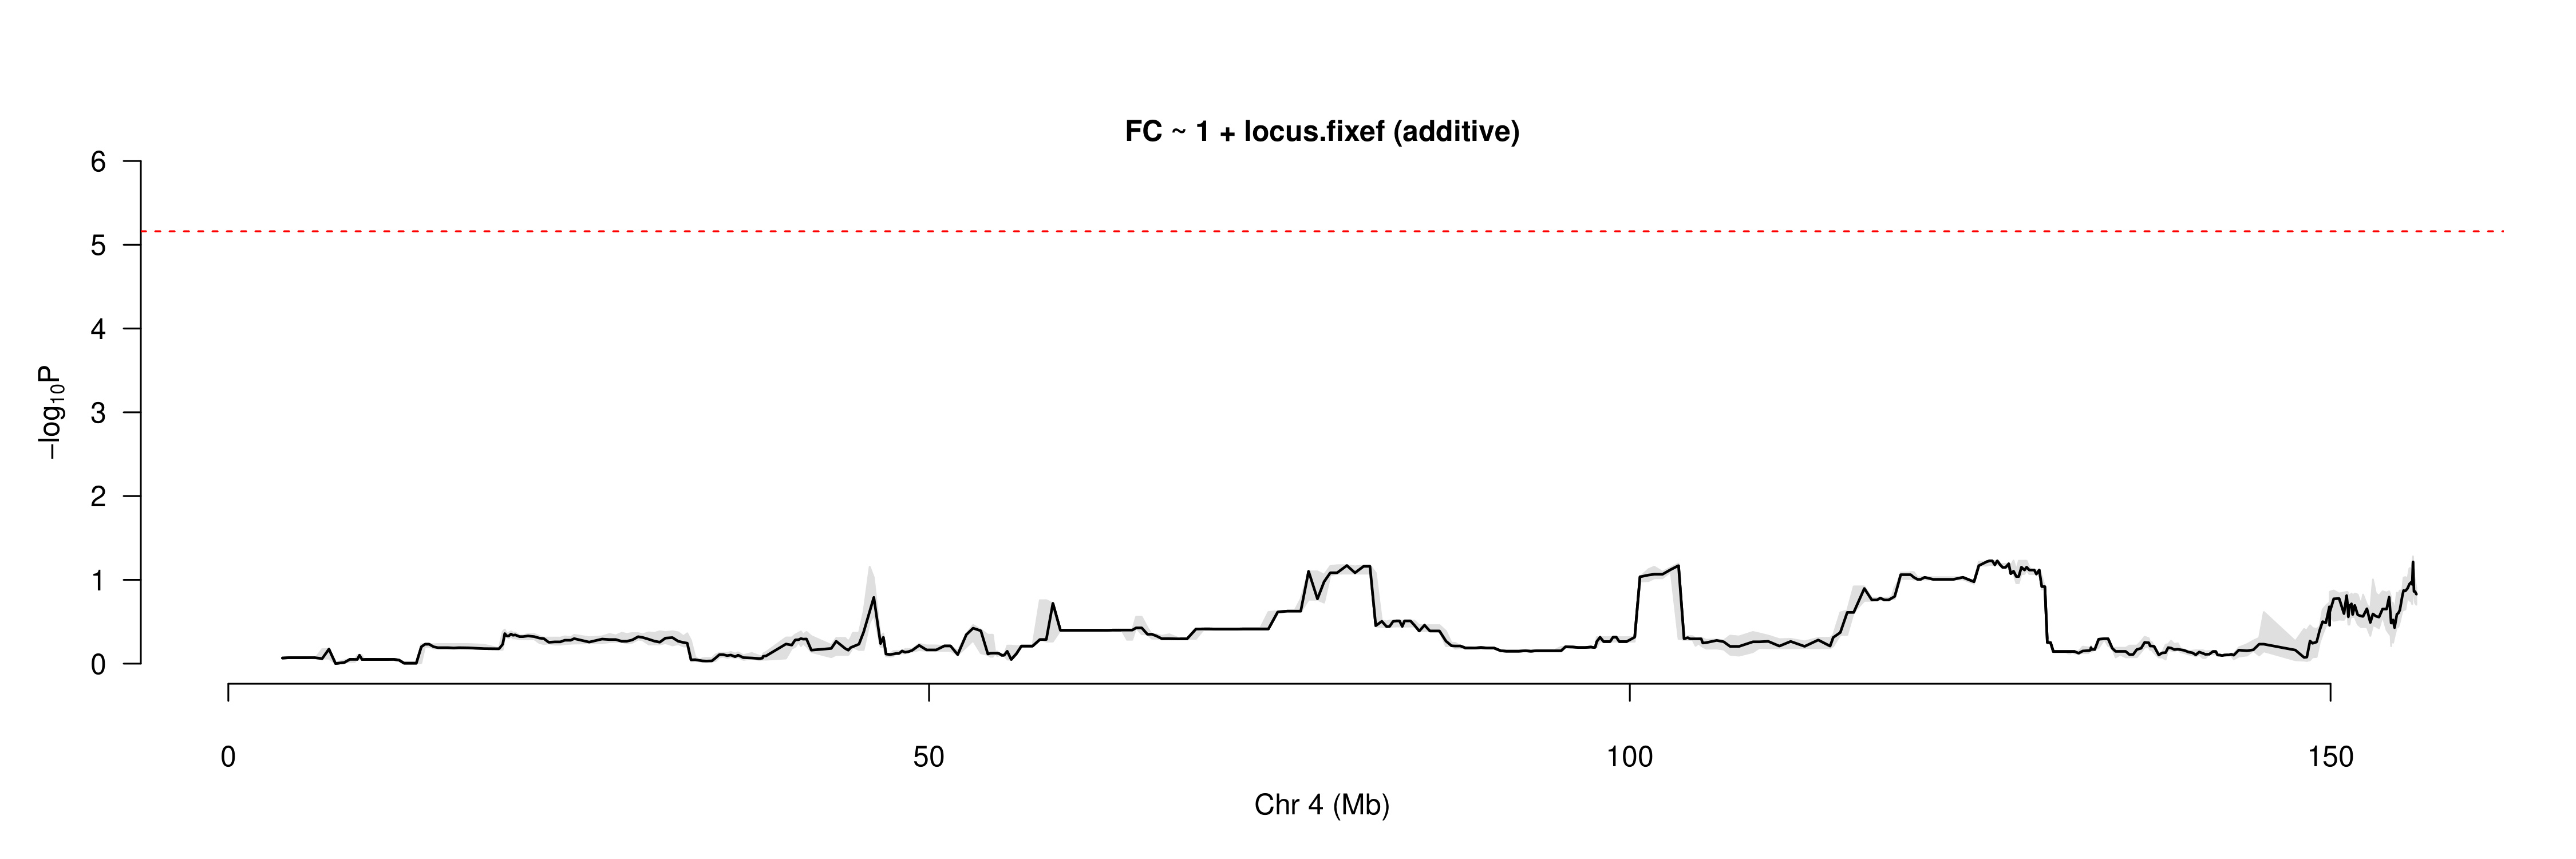 FC ~ 1 + locus.fixef (additive)
6
5
4
3
2
1
0
−log₁₀P
0 50 100 150
Chr 4 (Mb)